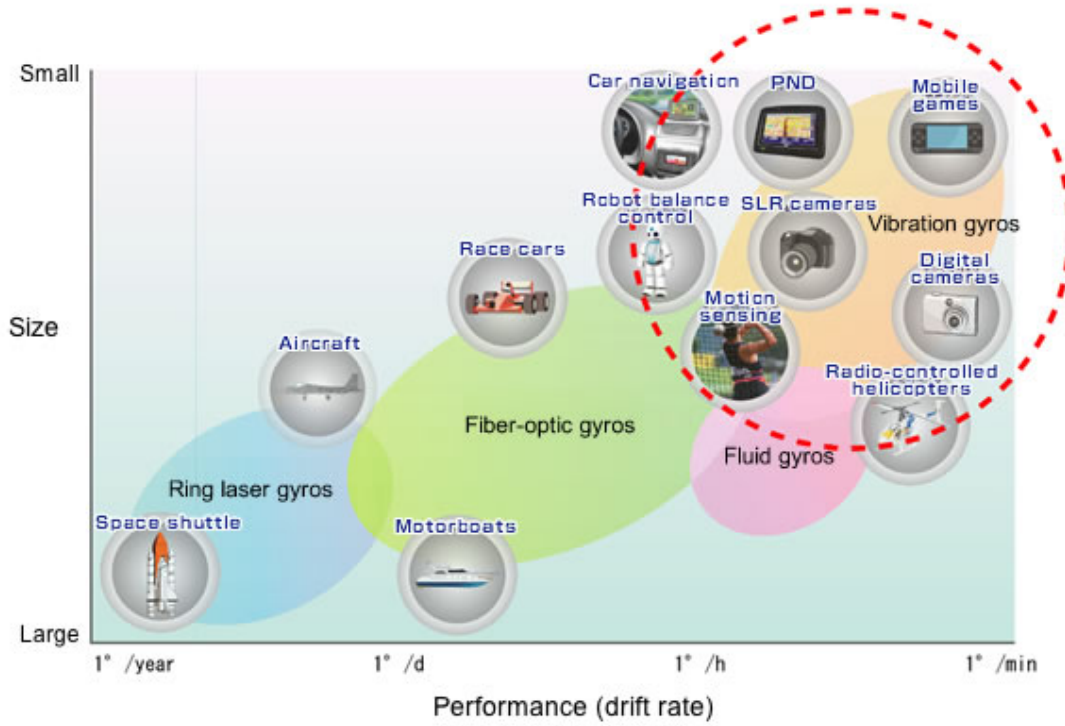 Small
Car navigation
PND
Mobile
games
Robot balance
control
SLR cameras
Vibration gyros
Race cars
Digital
cameras
Motion
sensing
Size
Aircraft
Radio-controlled
helicopters
Fiber-optic gyros
Fluid gyros
Ring laser gyros
Space shuttle
Motorboats
Large
1° /year
1° /d
1° /h
1° /min
Performance (drift rate)